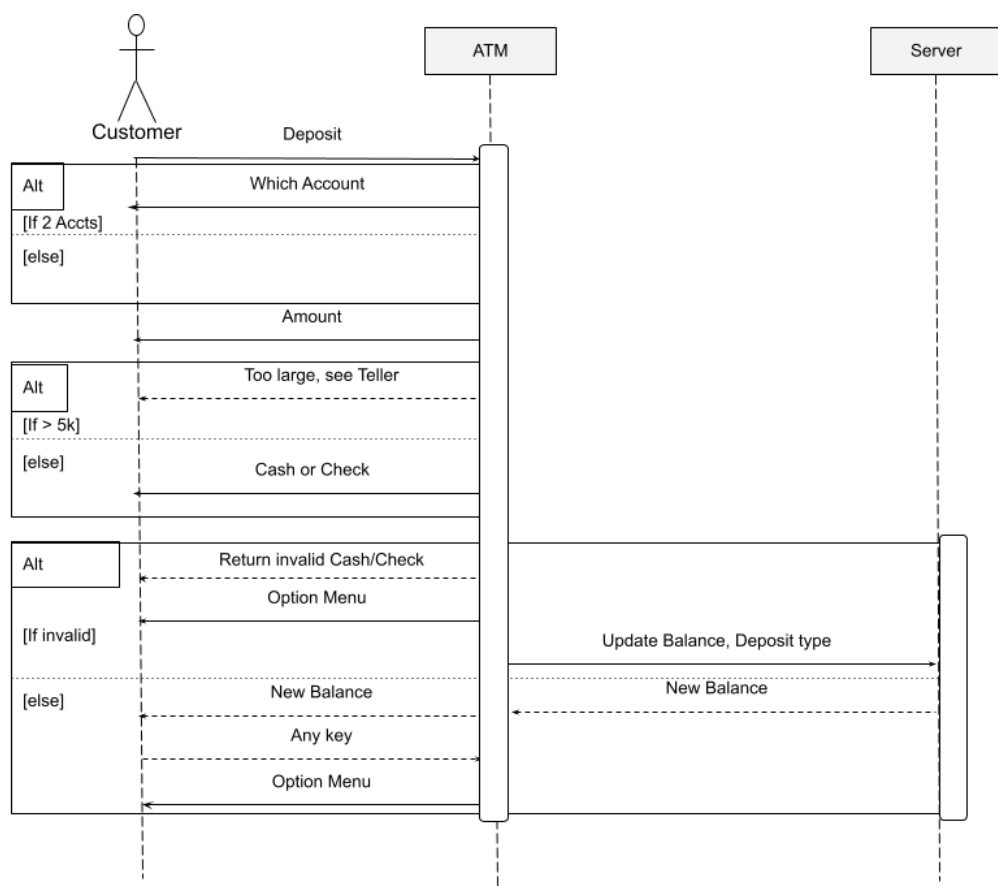 ATM
Server
Customer
Deposit
Alt
Which Account
[If 2 Accts]
[else]
Amount
Too large, see Teller
Alt
[If > 5k]
[else]
Cash or Check
Return invalid Cash/Check
Alt
Option Menu
[If invalid]
Update Balance, Deposit type
New Balance
New Balance
[else]
Any key
Option Menu